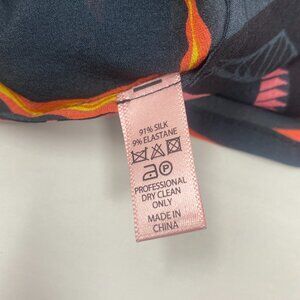 91% SILK
9% ELASTANE
P
PROFESSIONAL
DRY CLEAN
ONLY
MADE IN
CHINA